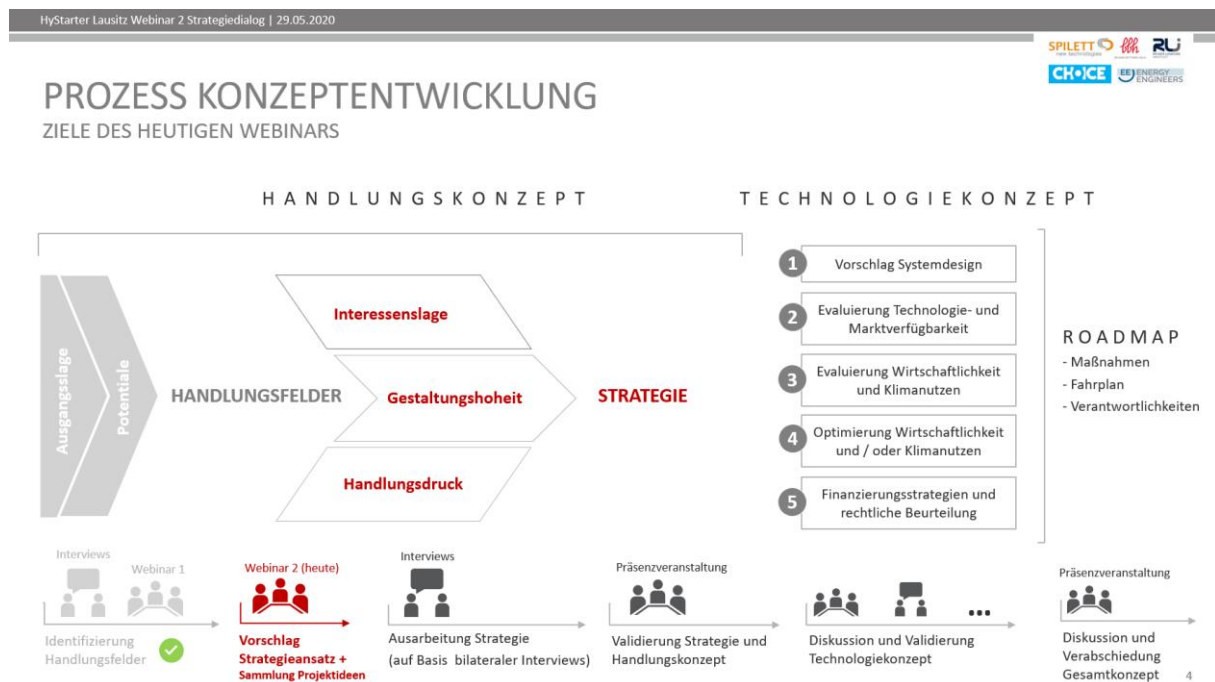 HyStarter Lausitz Webinar 2 Strategiedialog | 29.05.2020
SPILETT
new technologies
RLI
CHOICE
EE ENERGY
ENGINEERS
PROZESS KONZEPTENTWICKLUNG
ZIELE DES HEUTIGEN WEBINARS
HANDLUNGSKONZEPT
TECHNOLOGIEKONZEPT
Ausgangsslage
Potentiale
HANDLUNGSFELDER
Interessenslage
Gestaltungshoheit
Handlungsdruck
STRATEGIE
1
Vorschlag Systemdesign
2
Evaluierung Technologie- und
Marktverfügbarkeit
3
Evaluierung Wirtschaftlichkeit
und Klimanutzen
4
Optimierung Wirtschaftlichkeit
und / oder Klimanutzen
5
Finanzierungsstrategien und
rechtliche Beurteilung
ROADMAP
- Maßnahmen
- Fahrplan
- Verantwortlichkeiten
Interviews
Webinar 1
Identifizierung
Handlungsfelder
Webinar 2 (heute)
Vorschlag
Strategieansatz +
Sammlung Projektideen
Interviews
Ausarbeitung Strategie
(auf Basis bilateraler Interviews)
Präsenzveranstaltung
Validierung Strategie und
Handlungskonzept
...
Diskussion und Validierung
Technologiekonzept
Präsenzveranstaltung
Diskussion und
Verabschiedung
Gesamtkonzept
4